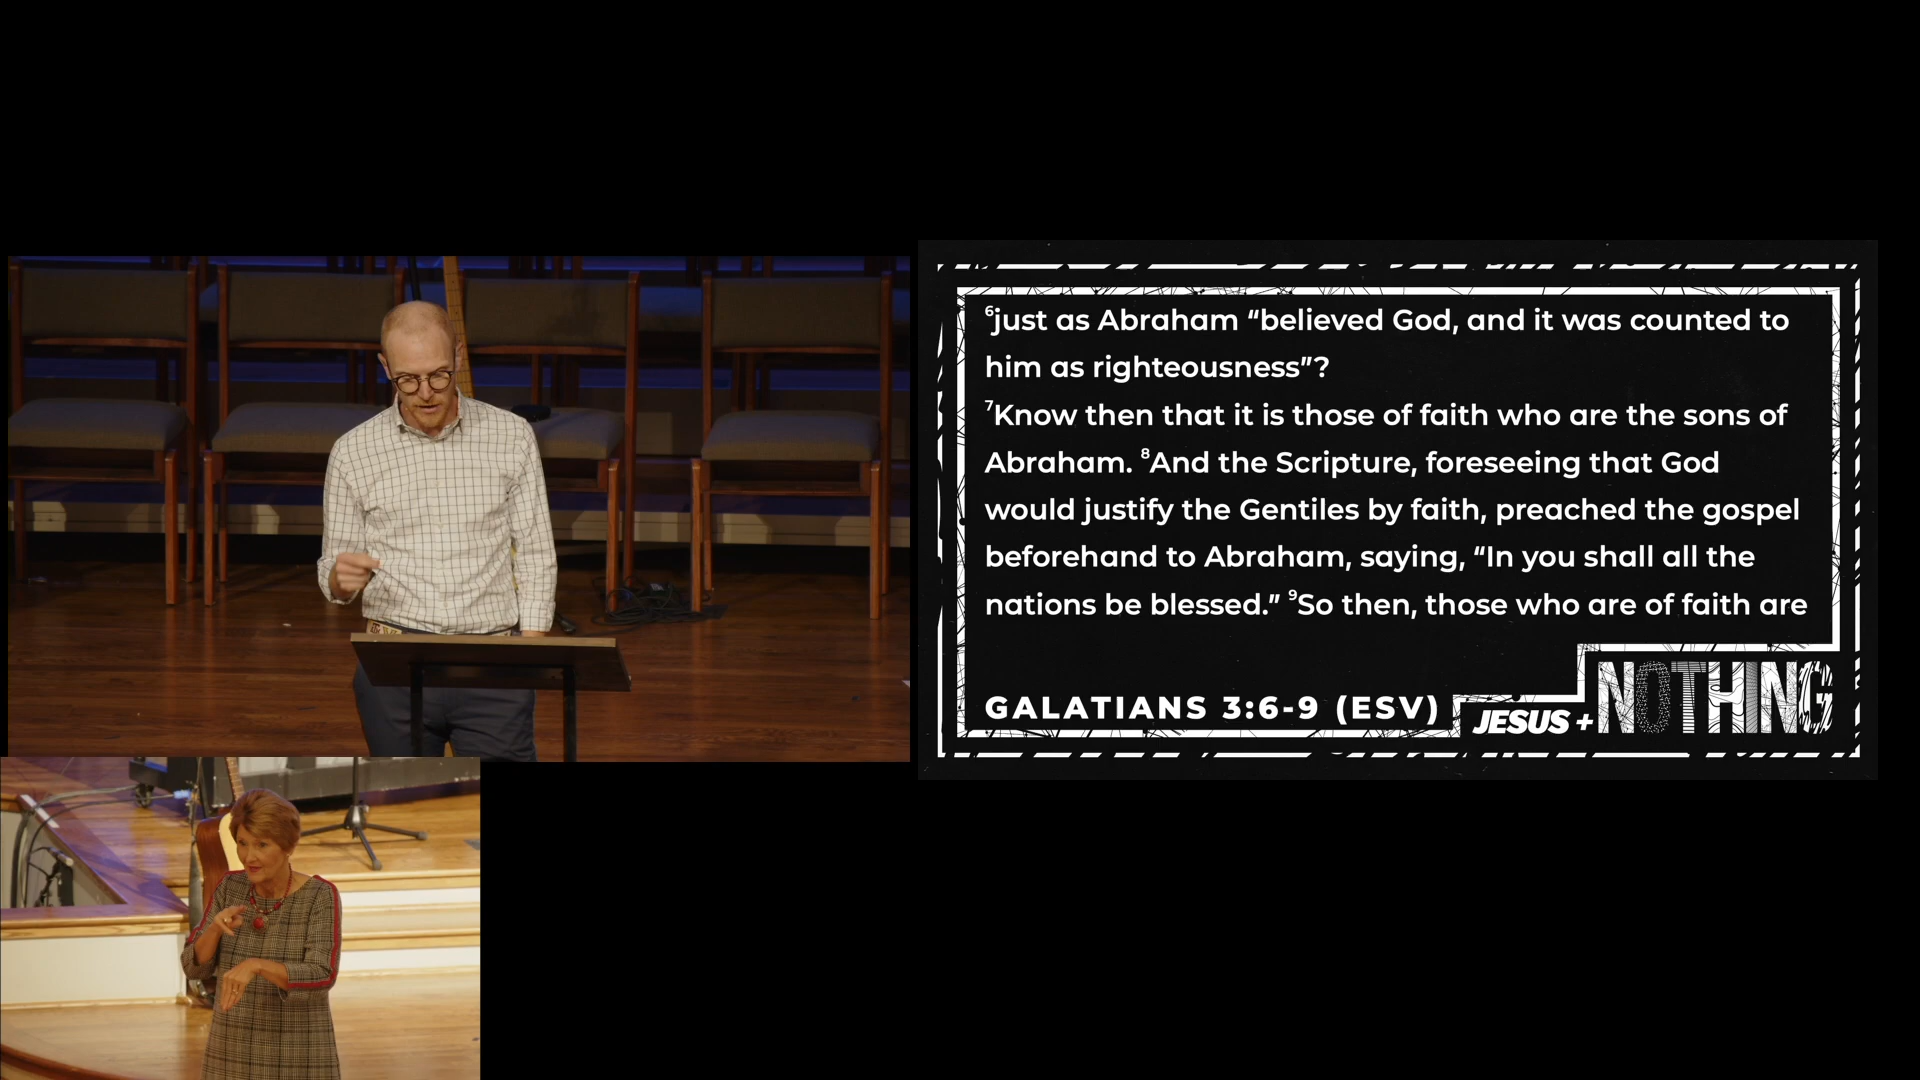 ⁶just as Abraham “believed God, and it was counted to
him as righteousness”?
⁷Know then that it is those of faith who are the sons of
Abraham. ⁸And the Scripture, foreseeing that God
would justify the Gentiles by faith, preached the gospel
beforehand to Abraham, saying, “In you shall all the
nations be blessed.” ⁹So then, those who are of faith are
GALATIANS 3:6-9 (ESV)
JESUS + NOTHING